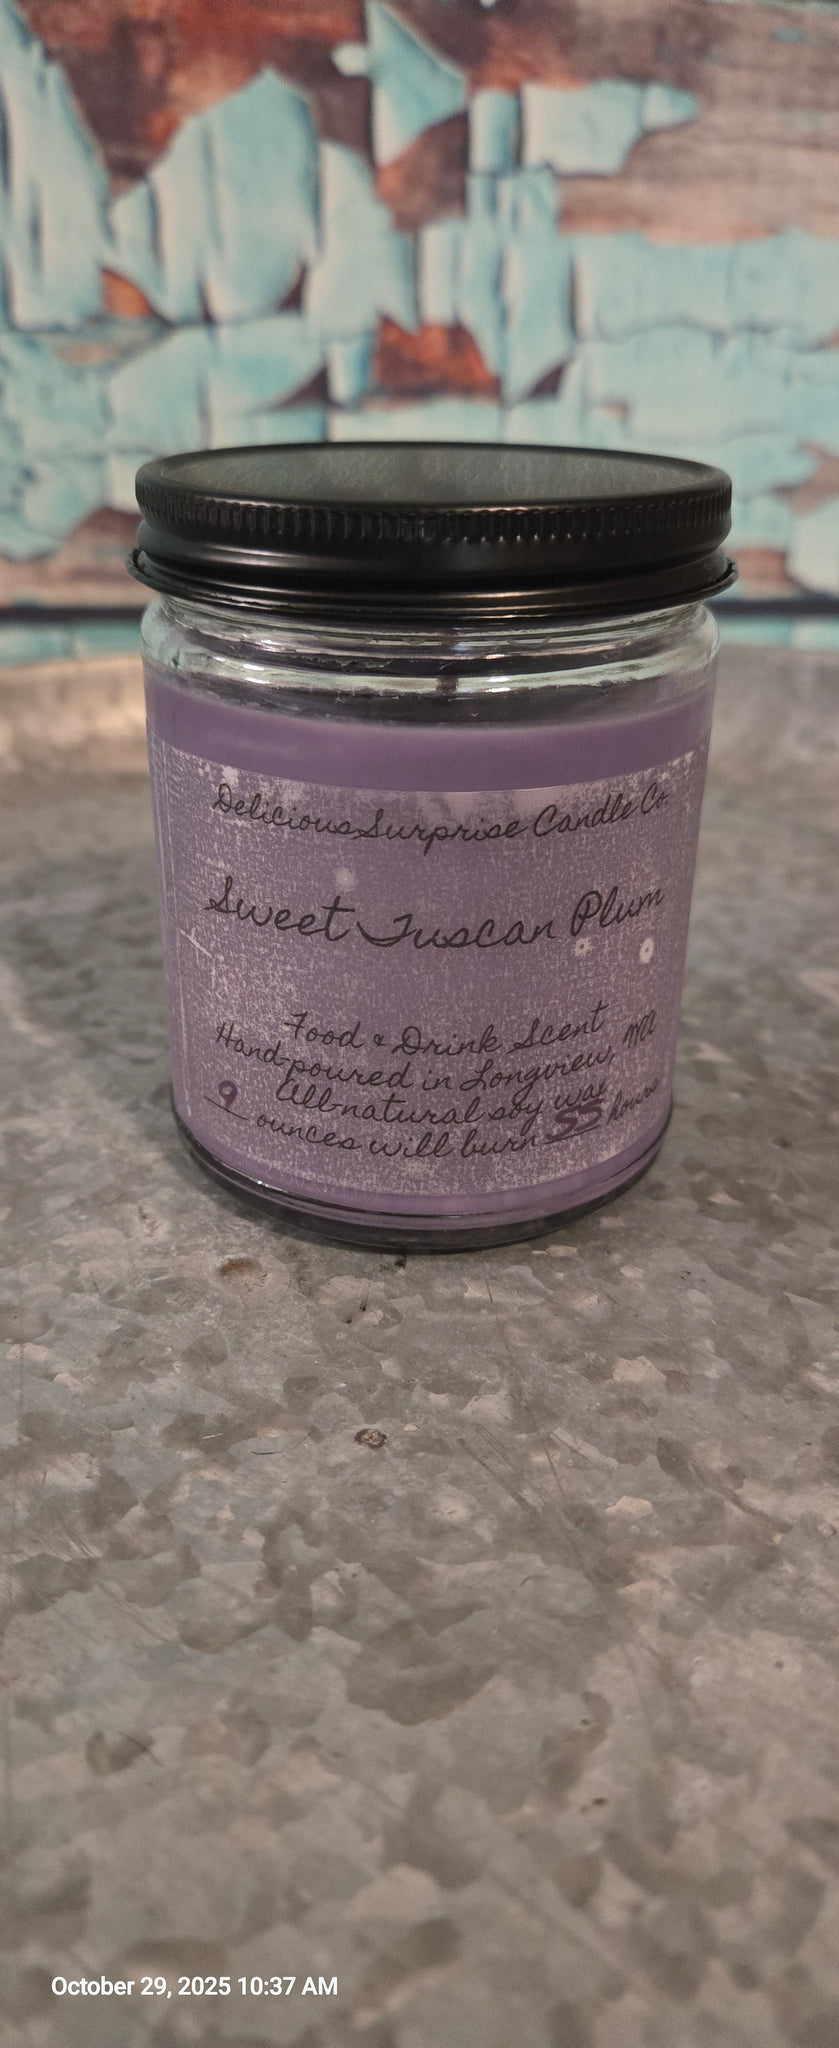 Delicious Surprise Candle Co.
Sweet Tuscan Plum
Food & Drink Scent
Hand-poured in Longview, WA
All-natural soy wax
9 ounces will burn 55 hours
October 29, 2025 10:37 AM